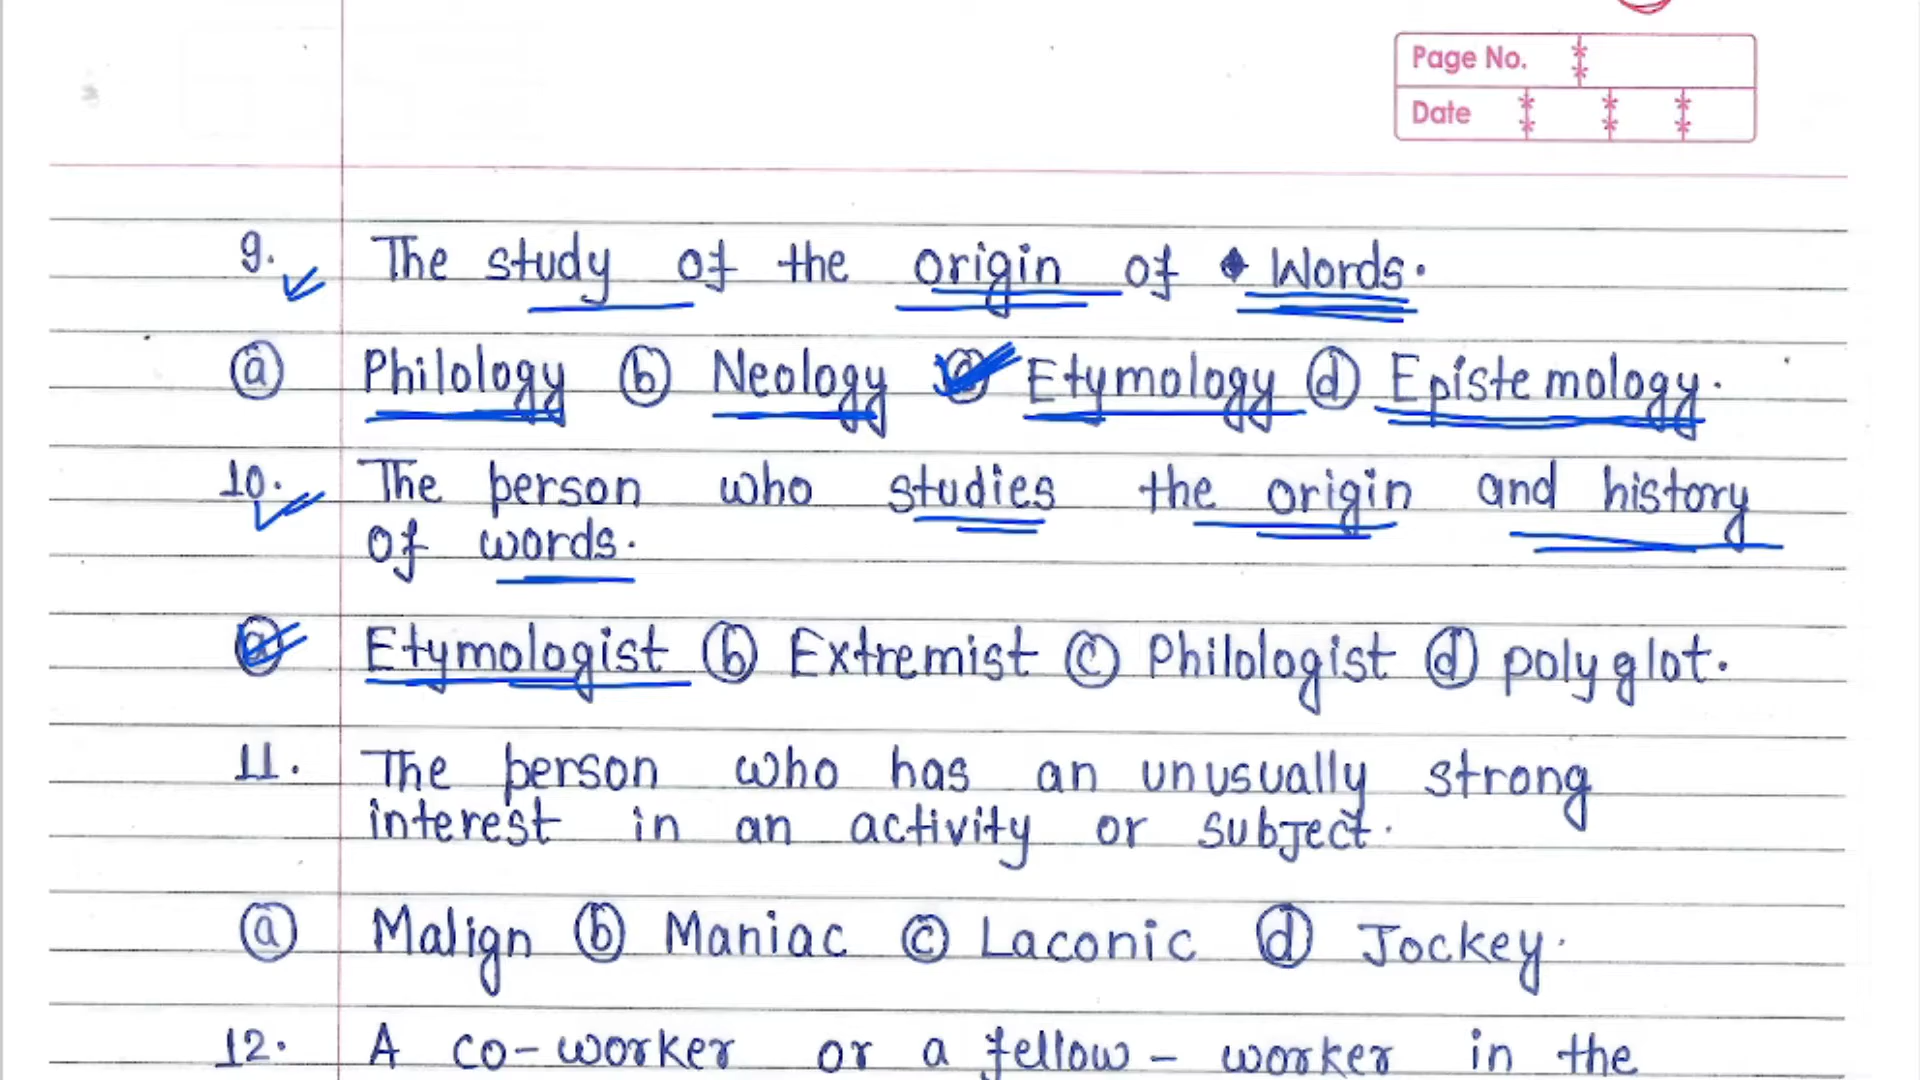 Page No.
Date
9. The study of the origin of Words.
ⓐ Philology ⓑ Neology ⓒ Etymology ⓓ Epistemology.
10. The person who studies the origin and history
of words.
ⓐ Etymologist ⓑ Extremist ⓒ Philologist ⓓ polyglot.
11. The person who has an unusually strong
interest in an activity or subject.
ⓐ Malign ⓑ Maniac ⓒ Laconic ⓓ Jockey.
12. A co-worker or a fellow-worker in the